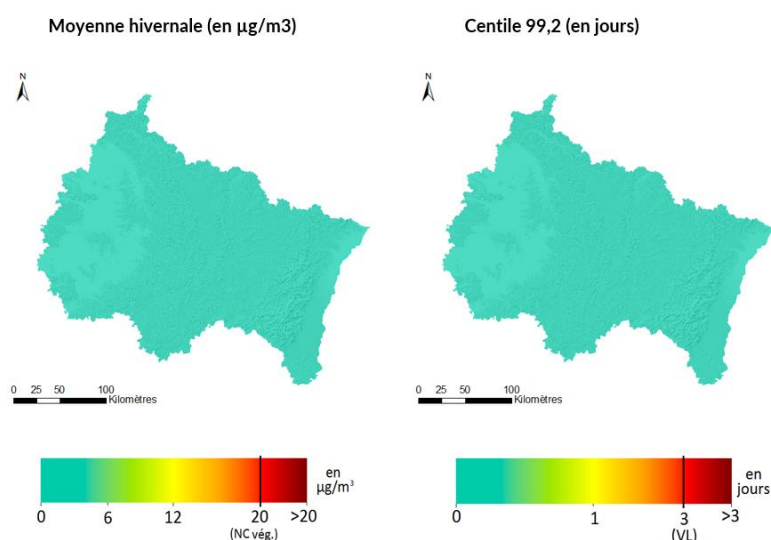 Moyenne hivernale (en µg/m3)
Centile 99,2 (en jours)
N
N
0 25 50 100
Kilomètres
0 25 50 100
Kilomètres
en
µg/m³
0 6 12 20 >20
(NC vég.)
en
jours
0 1 3 >3
(VL)